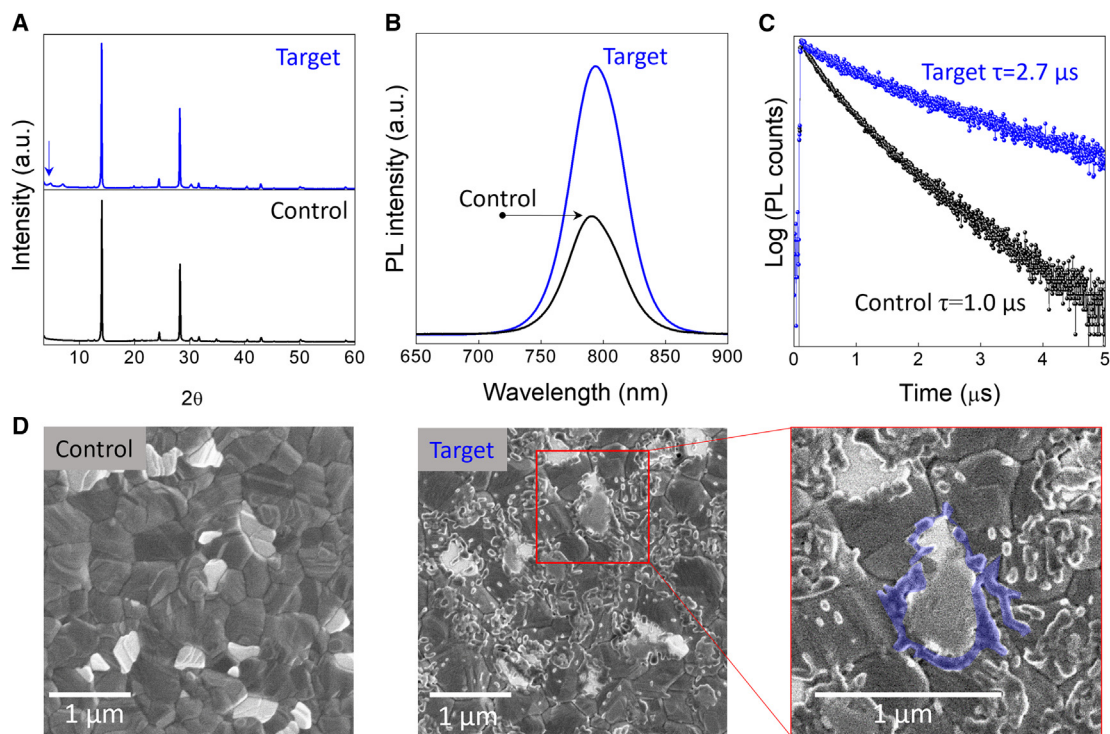 A
Target
Control
Intensity (a.u.)
10 20 30 40 50 60
2θ
B
Target
Control
PL intensity (a.u.)
650 700 750 800 850 900
Wavelength (nm)
C
Target τ=2.7 μs
Control τ=1.0 μs
Log (PL counts)
0 1 2 3 4 5
Time (μs)
D
Control
1 μm
Target
1 μm
1 μm